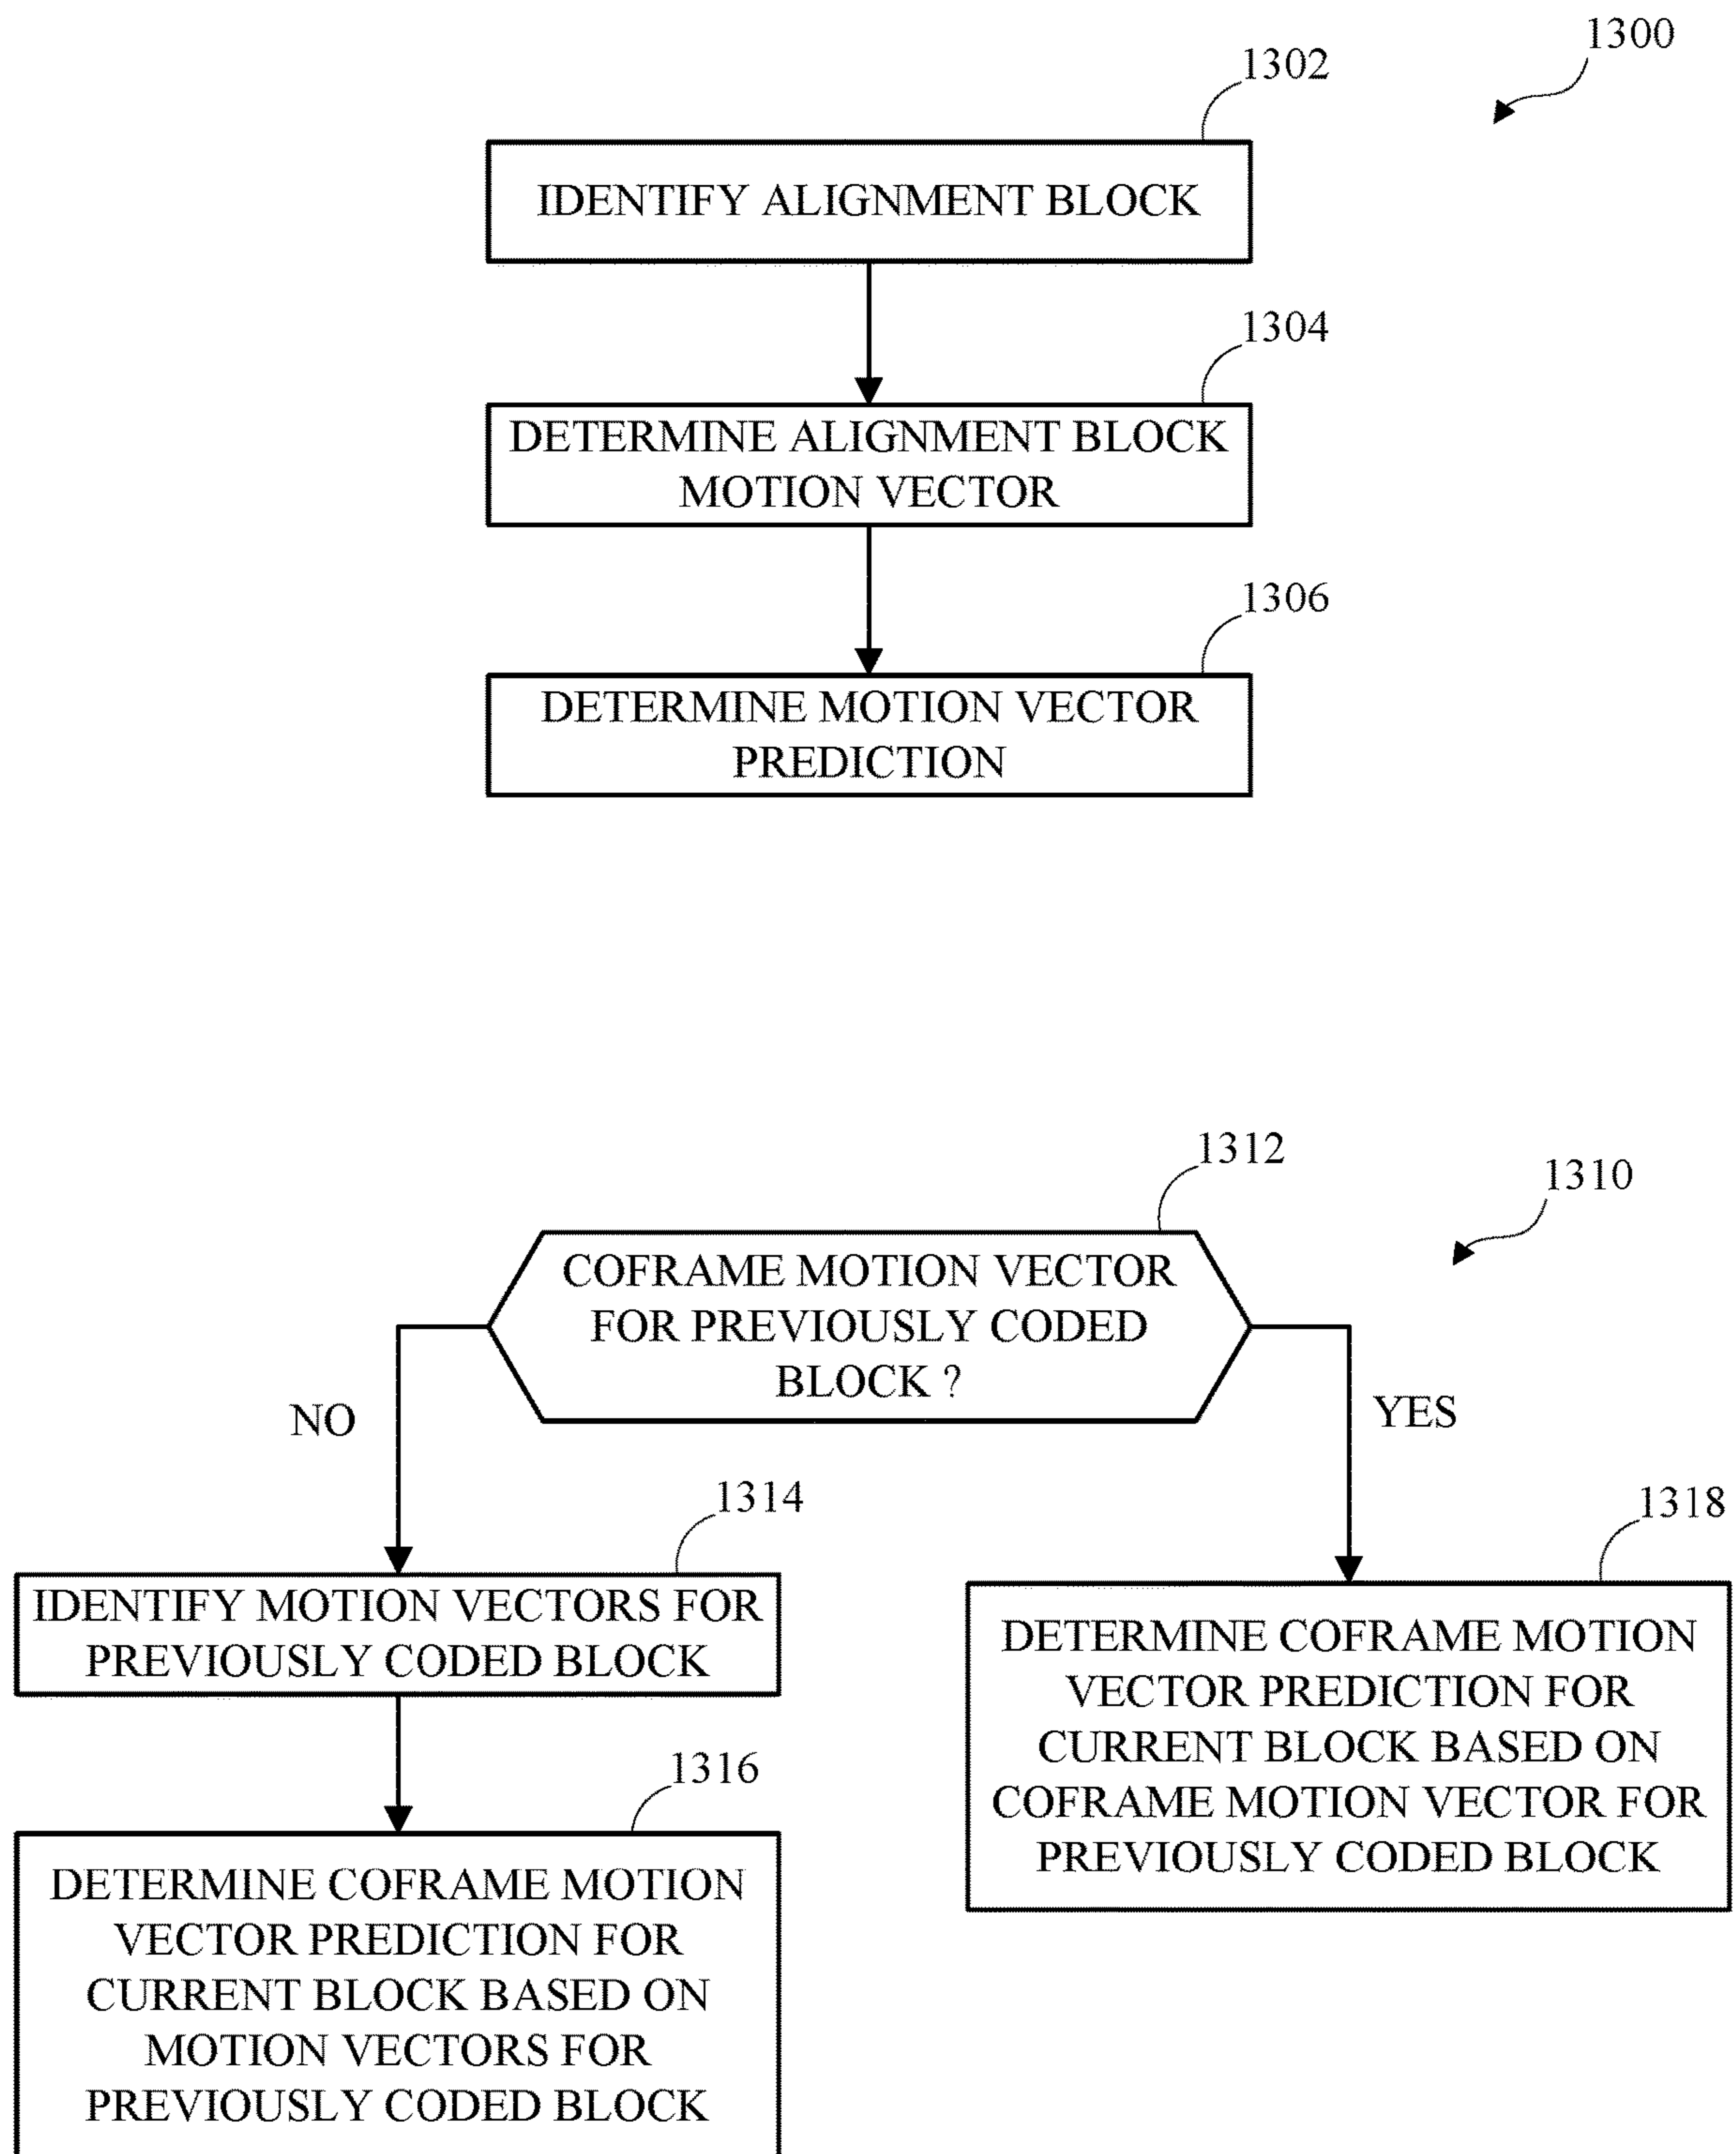 1300
1302
IDENTIFY ALIGNMENT BLOCK
1304
DETERMINE ALIGNMENT BLOCK
MOTION VECTOR
1306
DETERMINE MOTION VECTOR
PREDICTION
1312
1310
COFRAME MOTION VECTOR
FOR PREVIOUSLY CODED
BLOCK ?
NO
YES
1314
IDENTIFY MOTION VECTORS FOR
PREVIOUSLY CODED BLOCK
1318
DETERMINE COFRAME MOTION
VECTOR PREDICTION FOR
CURRENT BLOCK BASED ON
COFRAME MOTION VECTOR FOR
PREVIOUSLY CODED BLOCK
1316
DETERMINE COFRAME MOTION
VECTOR PREDICTION FOR
CURRENT BLOCK BASED ON
MOTION VECTORS FOR
PREVIOUSLY CODED BLOCK